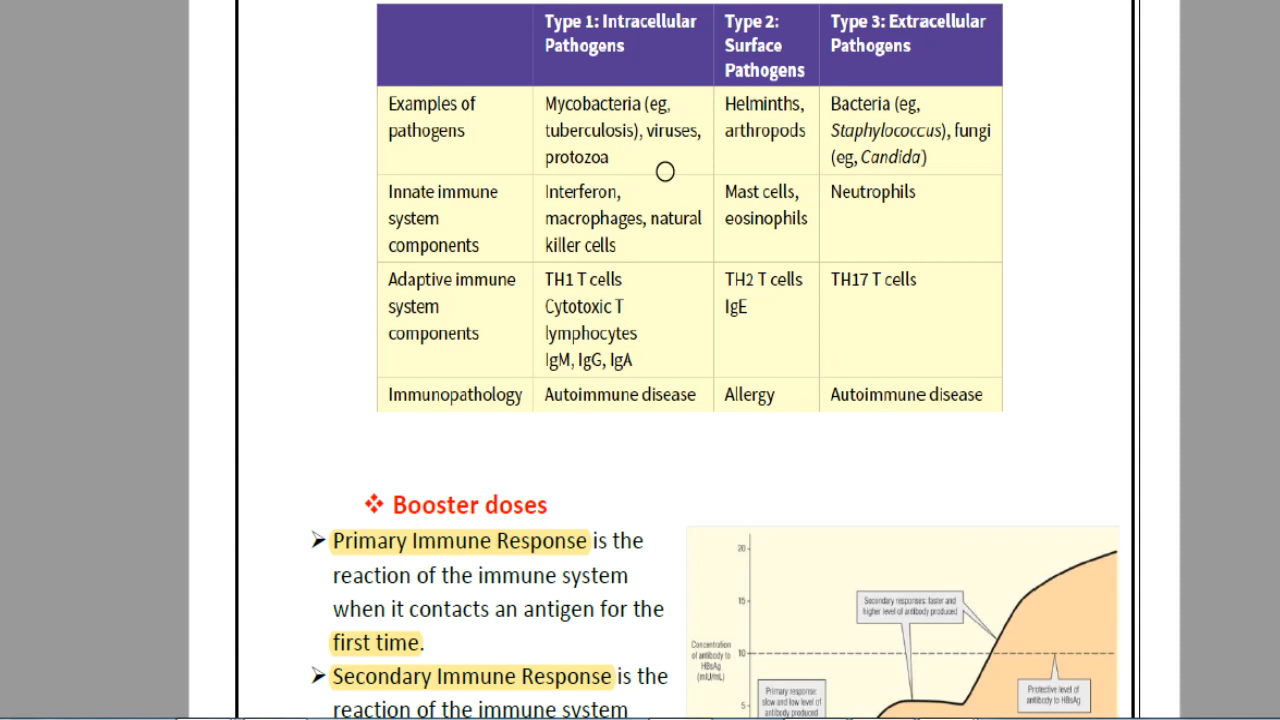 Type 1: Intracellular Pathogens
Type 2: Surface Pathogens
Type 3: Extracellular Pathogens
Examples of pathogens
Mycobacteria (eg, tuberculosis), viruses, protozoa
Helminths, arthropods
Bacteria (eg, Staphylococcus), fungi (eg, Candida)
Innate immune system components
Interferon, macrophages, natural killer cells
Mast cells, eosinophils
Neutrophils
Adaptive immune system components
TH1 T cells
Cytotoxic T lymphocytes
IgM, IgG, IgA
TH2 T cells
IgE
TH17 T cells
Immunopathology
Autoimmune disease
Allergy
Autoimmune disease
❖ Booster doses
➢ Primary Immune Response is the
reaction of the immune system
when it contacts an antigen for the
first time.
➢ Secondary Immune Response is the
reaction of the immune system
20
15
10
5
Concentration
of antibody to
HBsAg
(mIU/mL)
Secondary responses: faster and
higher level of antibody produced
Primary response:
slow and low level of
antibody produced
Protective level of
antibody to HBsAg